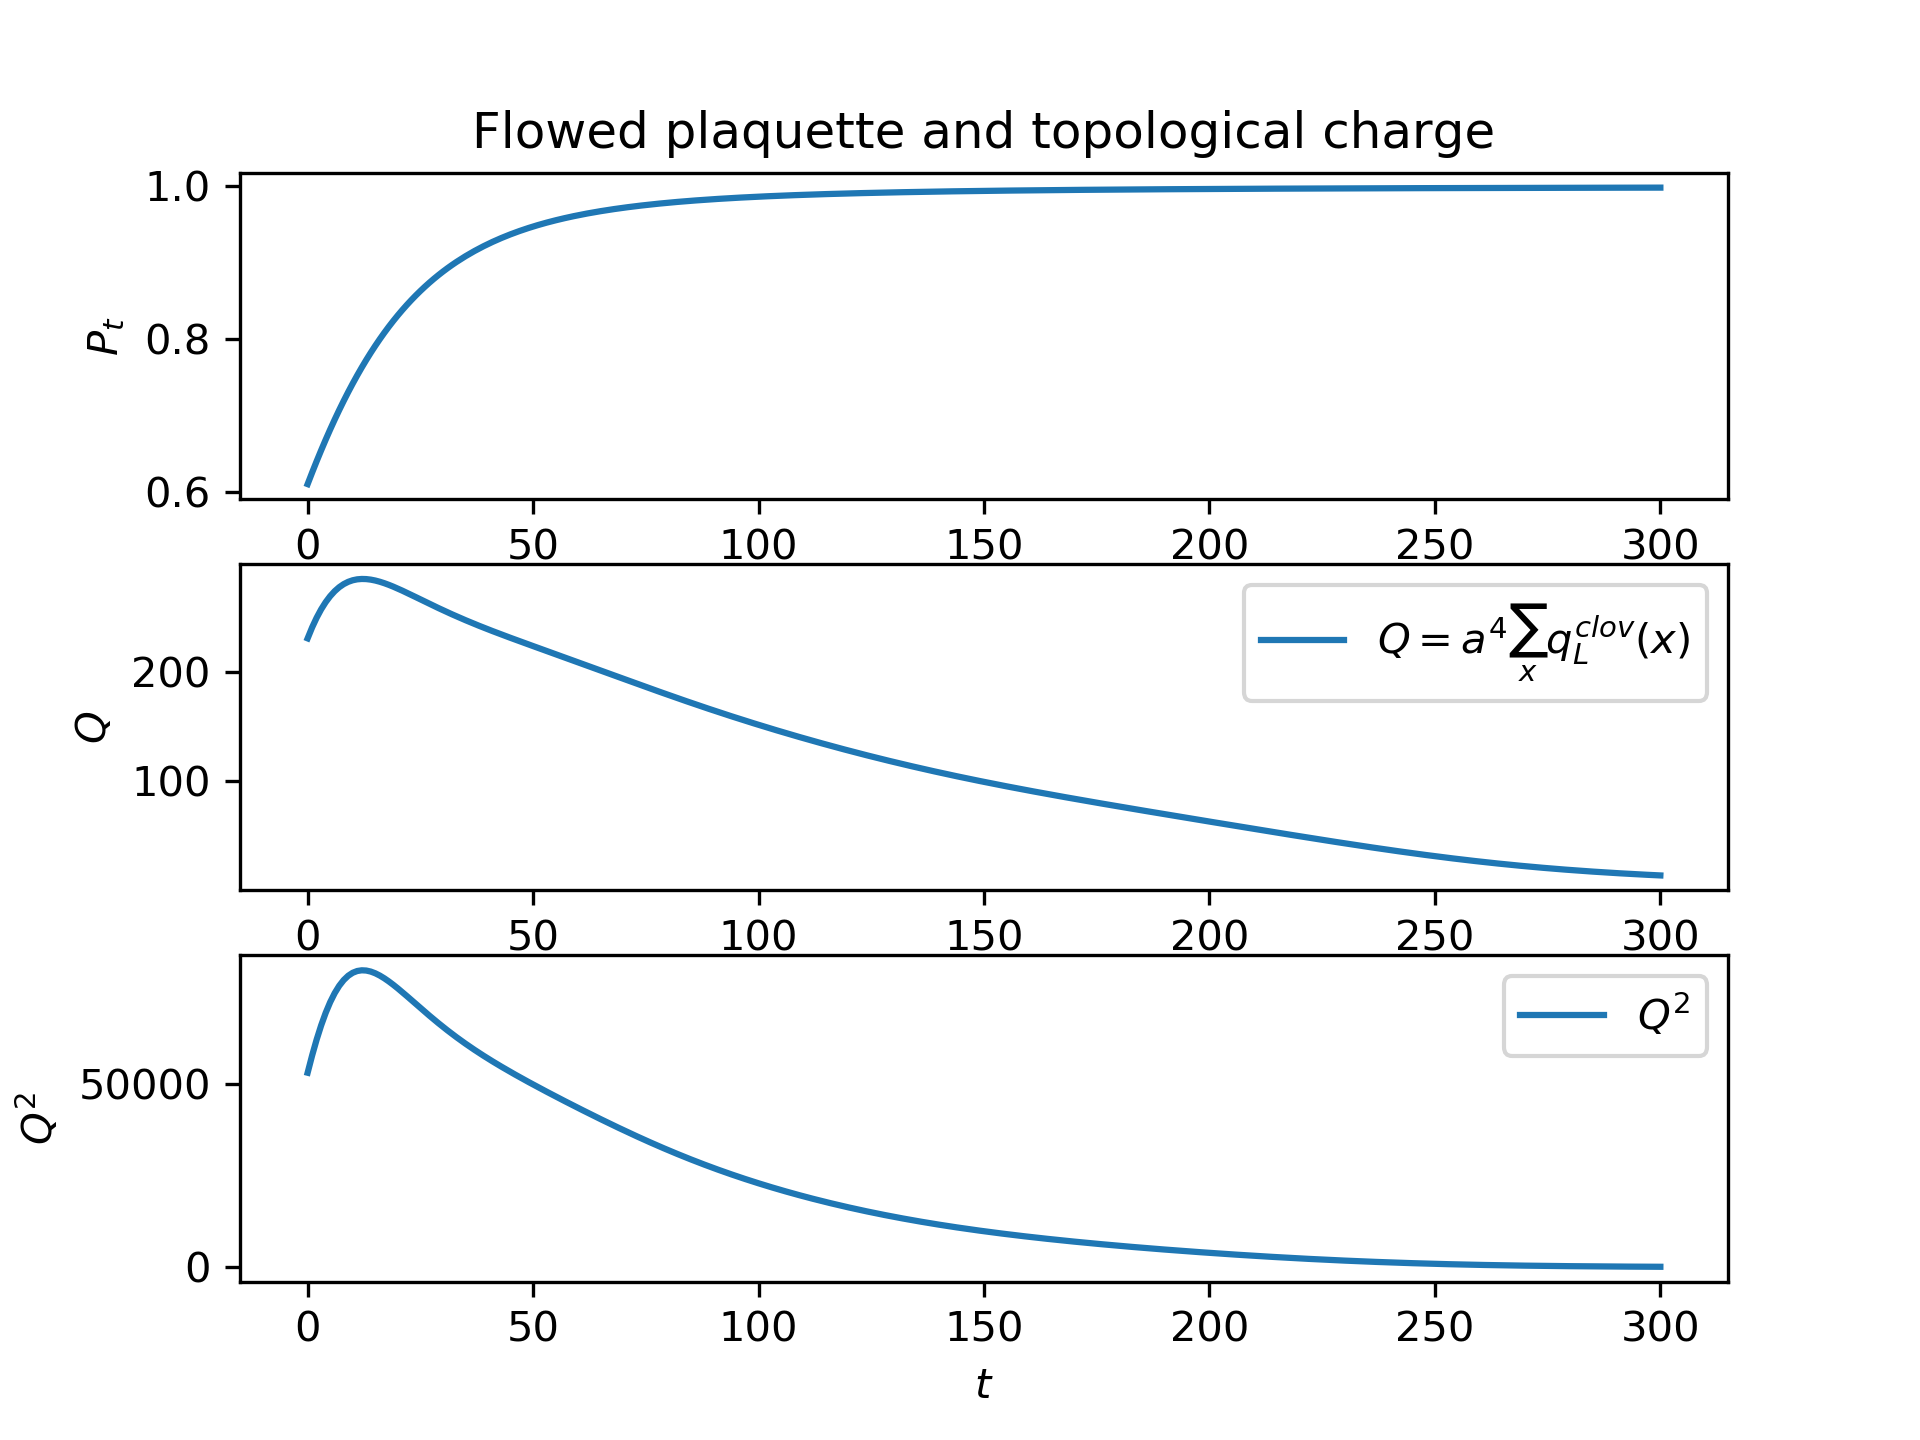 Flowed plaquette and topological charge
1.0
0.8
0.6
P_t
0 50 100 150 200 250 300
200
100
Q
Q = a^4 ∑_x q_L^{clov}(x)
0 50 100 150 200 250 300
50000
0
Q^2
Q^2
0 50 100 150 200 250 300
t